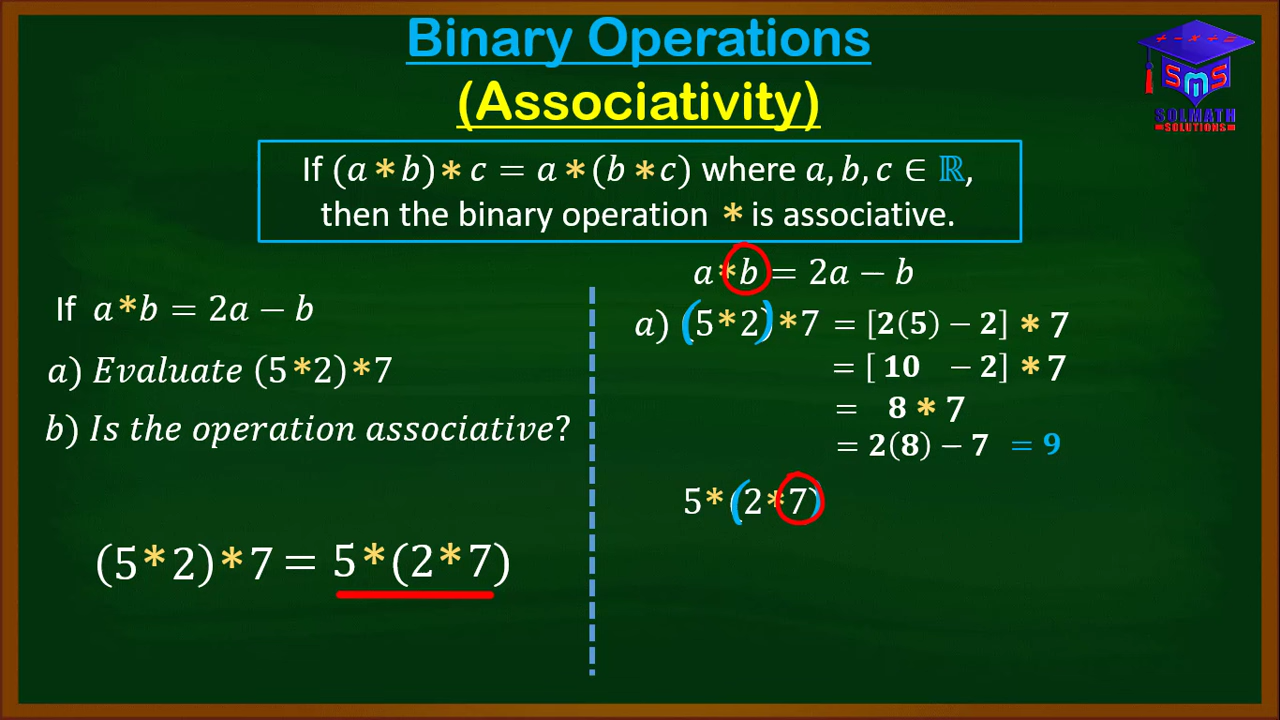 Binary Operations
(Associativity)
+ - × ÷ =
SMS
SOLMATH
SOLUTIONS
If (a * b) * c = a * (b * c) where a, b, c ∈ ℝ,
then the binary operation * is associative.
If a*b = 2a − b
a) Evaluate (5*2)*7
b) Is the operation associative?
(5*2)*7 = 5*(2*7)
a*b = 2a − b
a) (5*2)*7 = [2(5) − 2] * 7
= [ 10 − 2] * 7
= 8 * 7
= 2(8) − 7 = 9
5*(2*7)